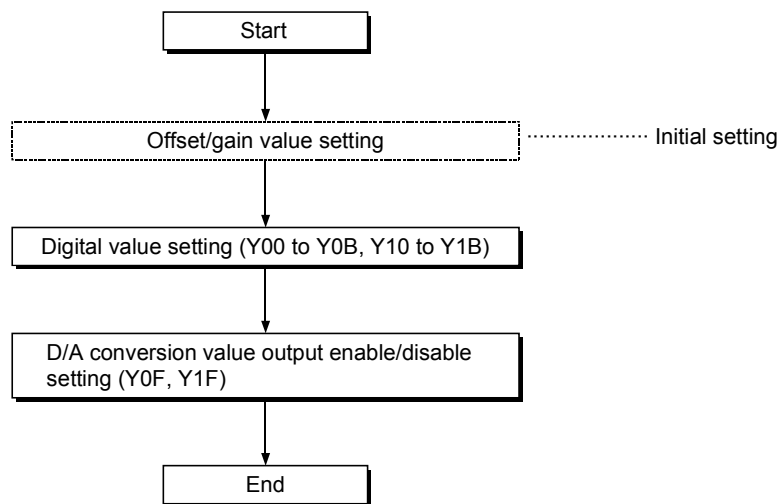 Start
Offset/gain value setting
Initial setting
Digital value setting (Y00 to Y0B, Y10 to Y1B)
D/A conversion value output enable/disable
setting (Y0F, Y1F)
End